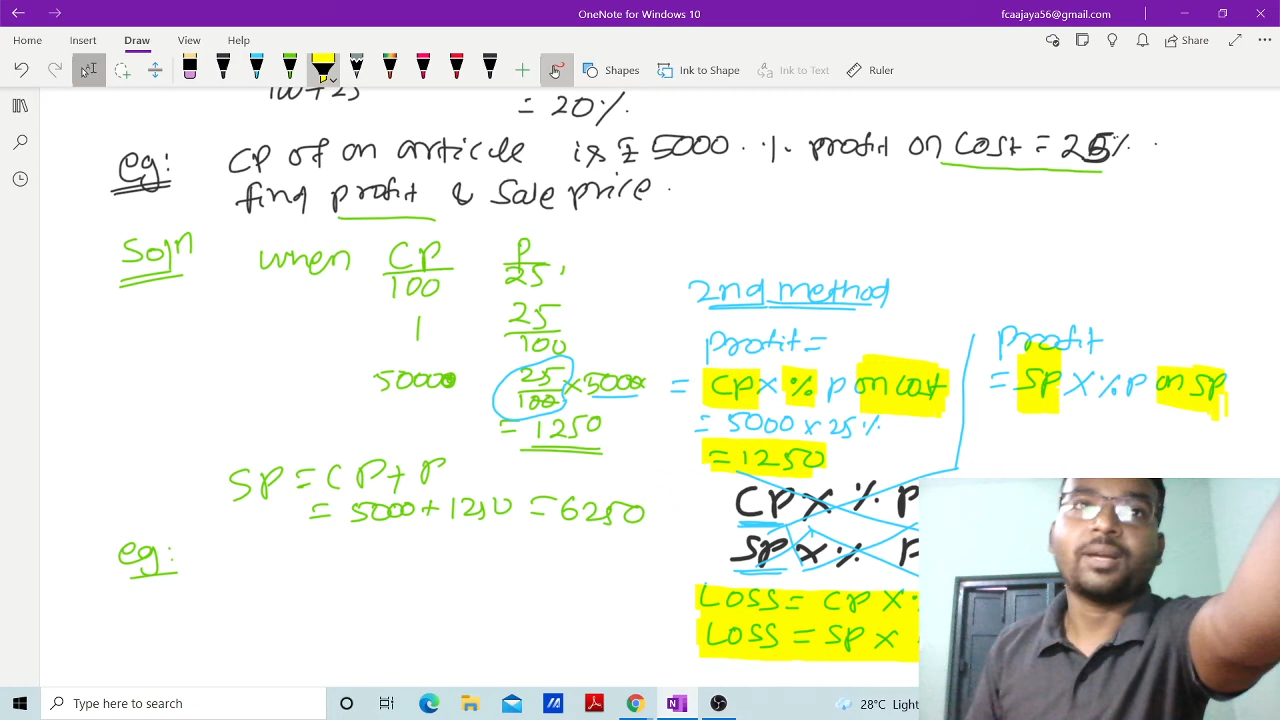 OneNote for Windows 10
fcaajaya56@gmail.com
Home Insert Draw View Help
Share
Shapes Ink to Shape Ink to Text Ruler
100+25
= 20%.
eg: CP of an article is ₹ 5000. % profit on Cost = 25%.
find profit & Sale price.
Soln when CP P
100 25
1 25/100
5000 25/100 × 5000
= 1250
SP = CP + P
= 5000 + 1250 = 6250
eg:
2nd method
Profit =
= CP × % P on cost
= 5000 × 25%
= 1250
Profit
= SP × % P on SP
CP × % P
SP × % P
LOSS = CP ×
LOSS = SP ×
Type here to search
28°C Light